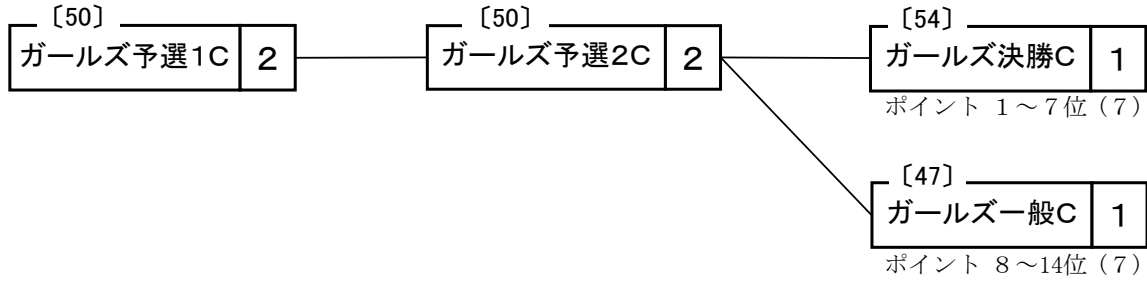 〔50〕
ガールズ予選1C 2
〔50〕
ガールズ予選2C 2
〔54〕
ガールズ決勝C 1
ポイント 1～7位（7）
〔47〕
ガールズ一般C 1
ポイント 8～14位（7）